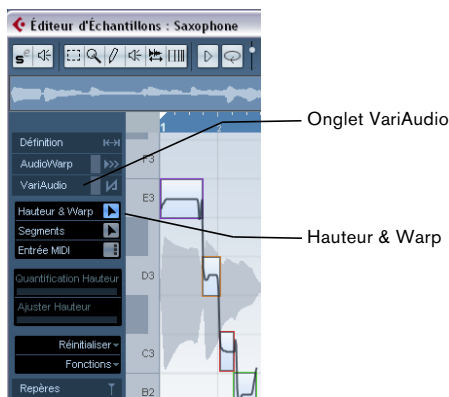 Éditeur d'Échantillons : Saxophone
1
2
Définition
AudioWarp
VariAudio
Hauteur & Warp
Segments
Entrée MIDI
Quantification Hauteur
Ajuster Hauteur
Réinitialiser
Fonctions
Repères
F3
E3
D3
C3
B2
Onglet VariAudio
Hauteur & Warp